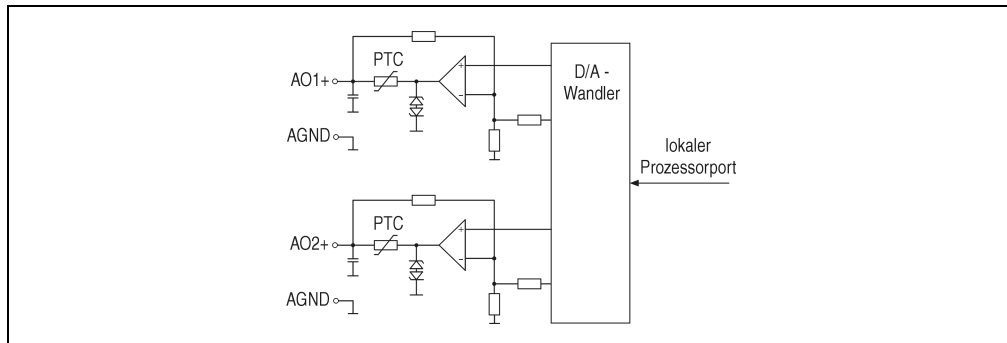 PTC
AO1+
+
-
AGND
D/A -
Wandler
lokaler
Prozessorport
PTC
AO2+
+
-
AGND